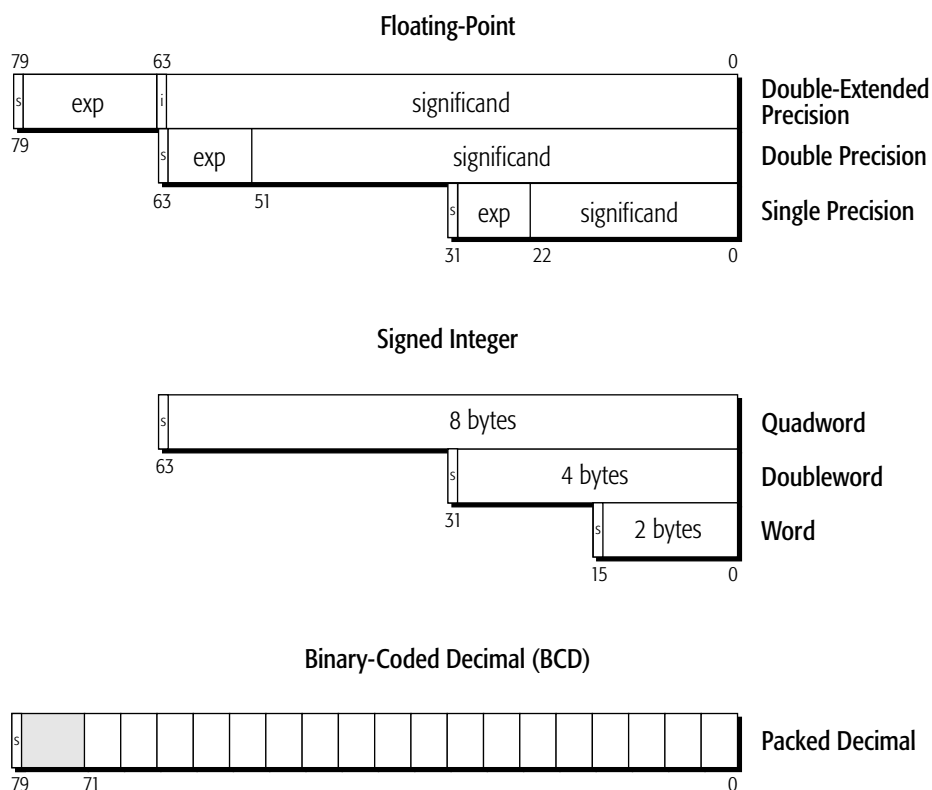 Floating-Point
79 63 0
s exp i significand Double-Extended
Precision
79
s exp significand Double Precision
63 51
s exp significand Single Precision
31 22 0
Signed Integer
s 8 bytes Quadword
63
s 4 bytes Doubleword
31
s 2 bytes Word
15 0
Binary-Coded Decimal (BCD)
s Packed Decimal
79 71 0